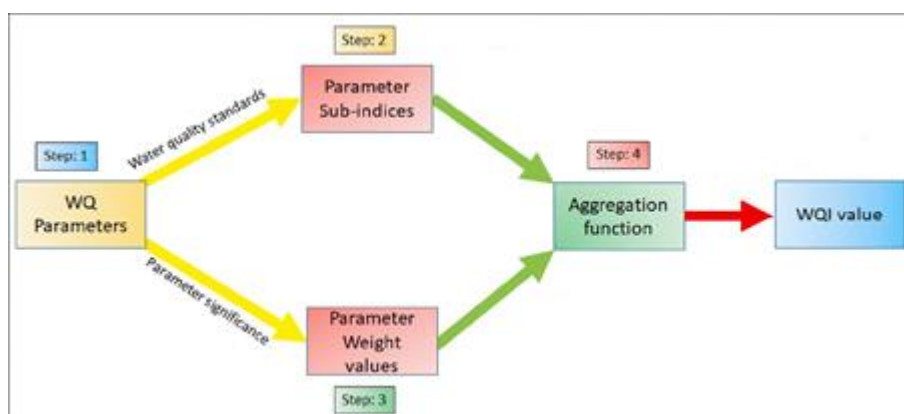 Step: 2
Parameter
Sub-indices
Water quality standards
Step: 1
WQ
Parameters
Step: 4
Aggregation
function
WQI value
Parameter significance
Parameter
Weight
values
Step: 3